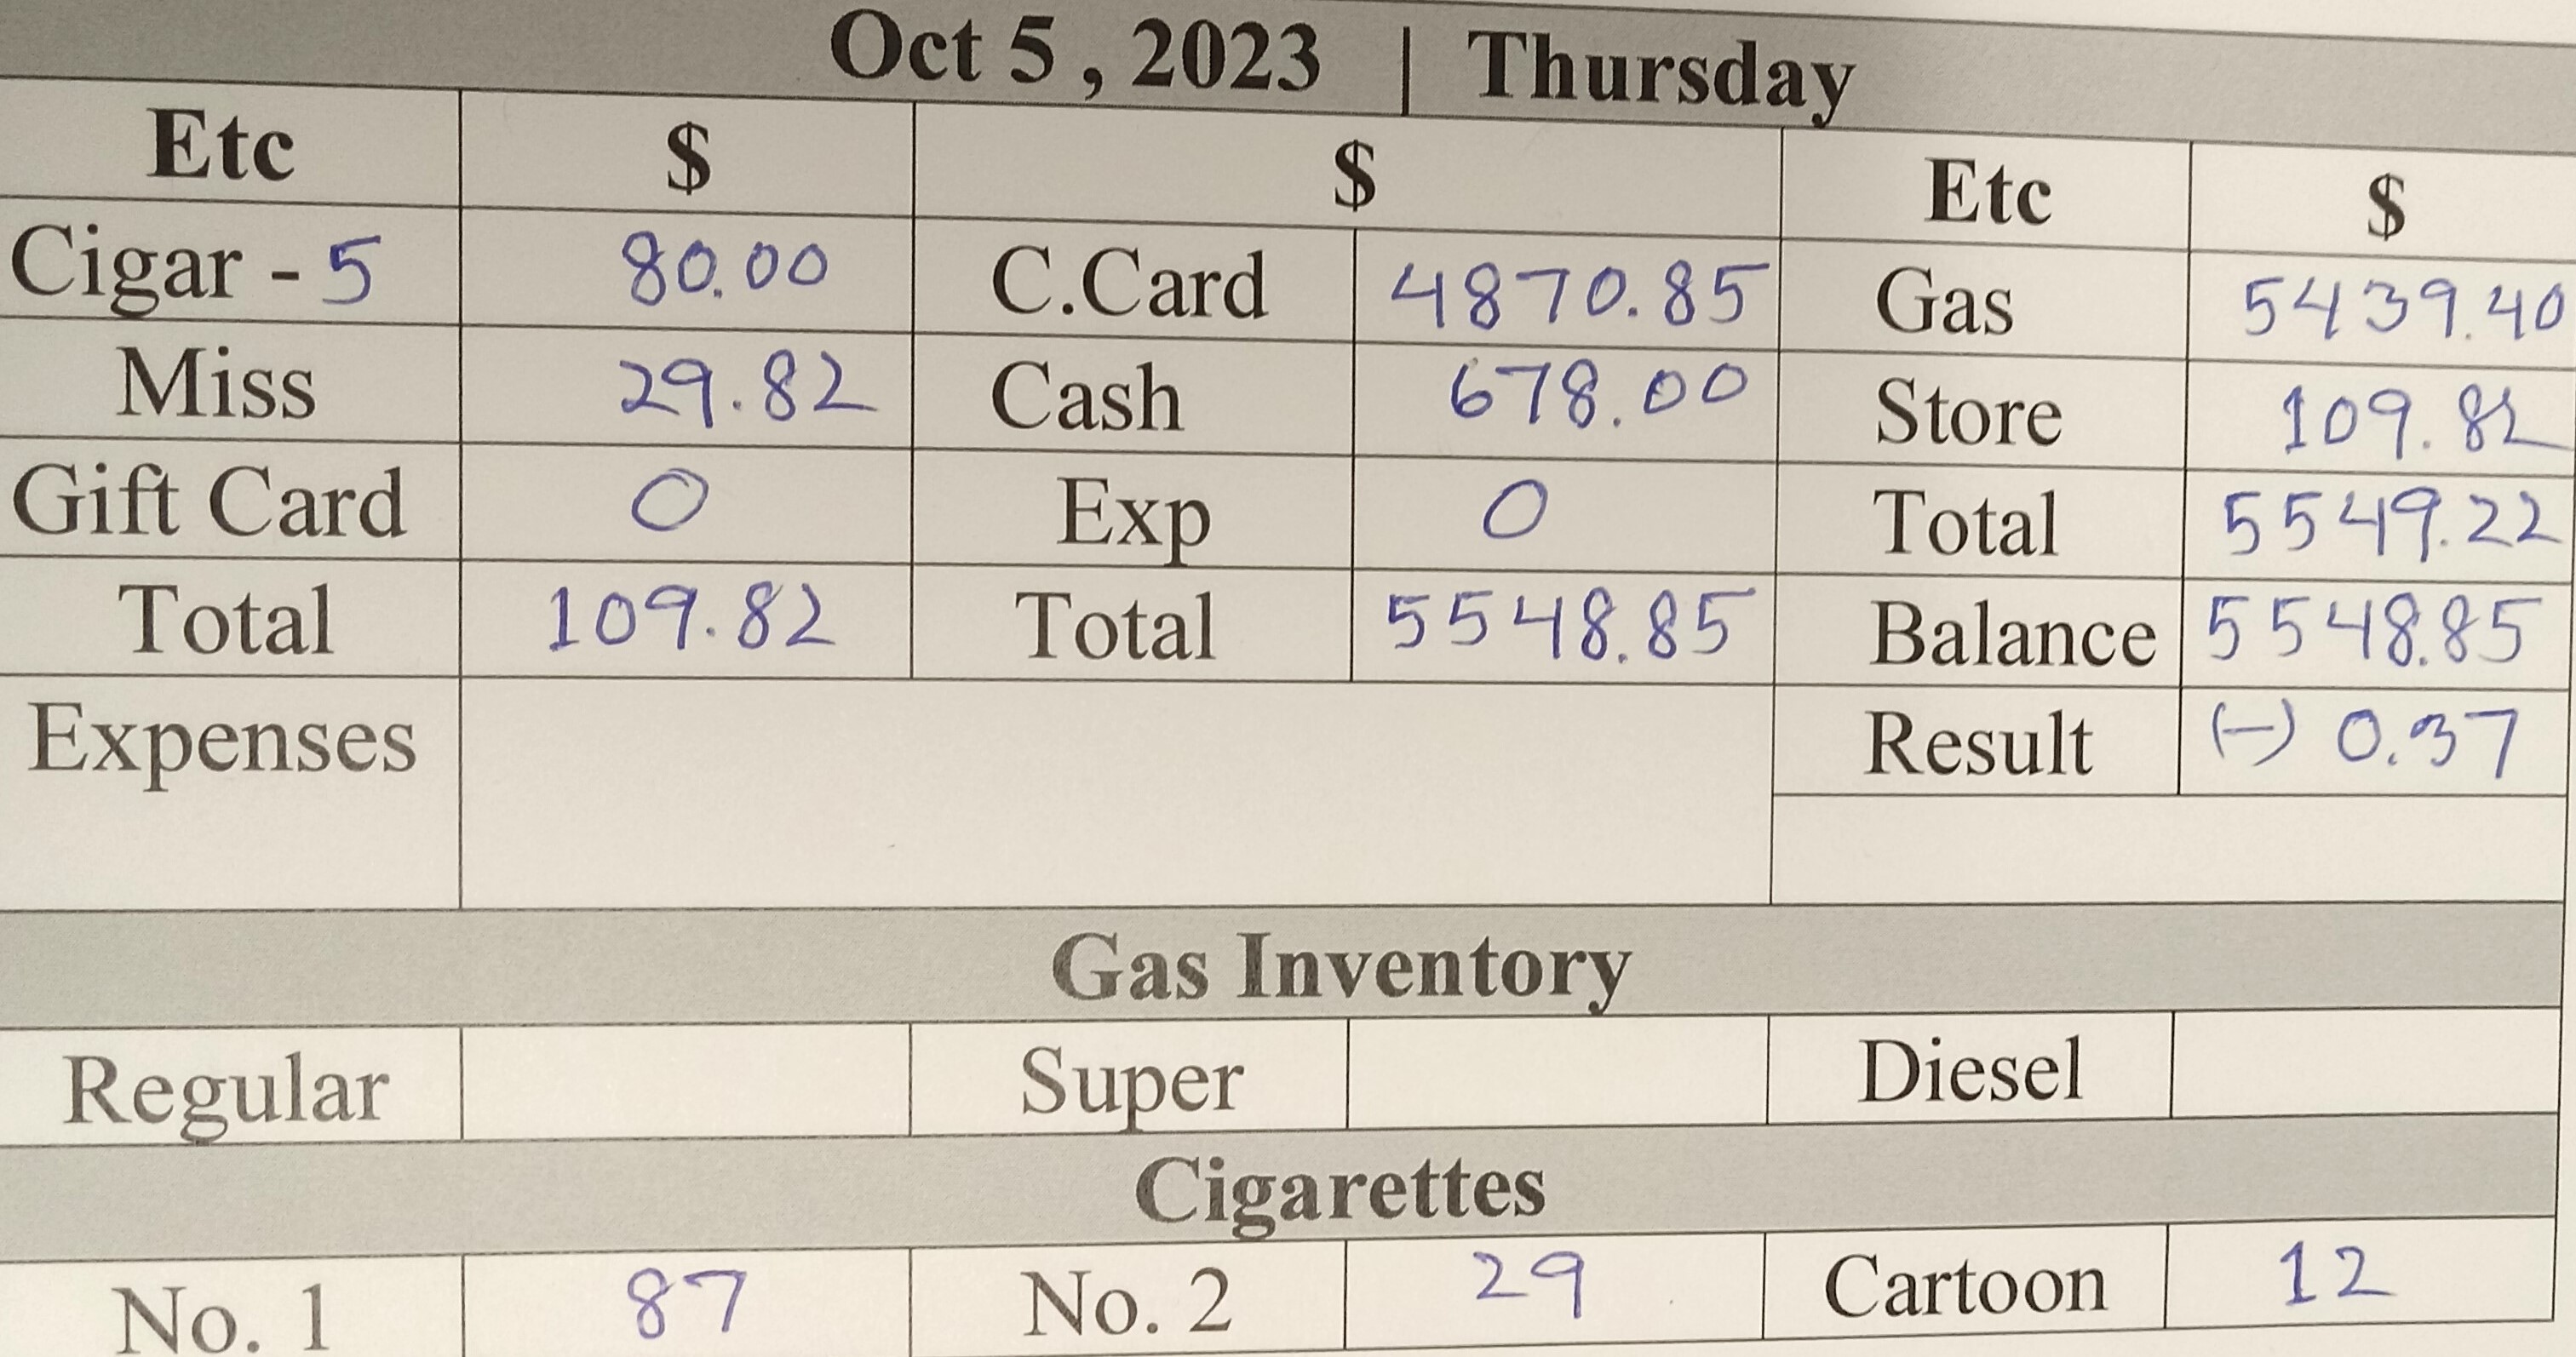 Oct 5 , 2023 | Thursday
Etc $ $ Etc $
Cigar - 5 80.00 C.Card 4870.85 Gas 5439.40
Miss 29.82 Cash 678.00 Store 109.82
Gift Card 0 Exp 0 Total 5549.22
Total 109.82 Total 5548.85 Balance 5548.85
Expenses Result (-) 0.37
Gas Inventory
Regular Super Diesel
Cigarettes
No. 1 87 No. 2 29 Cartoon 12